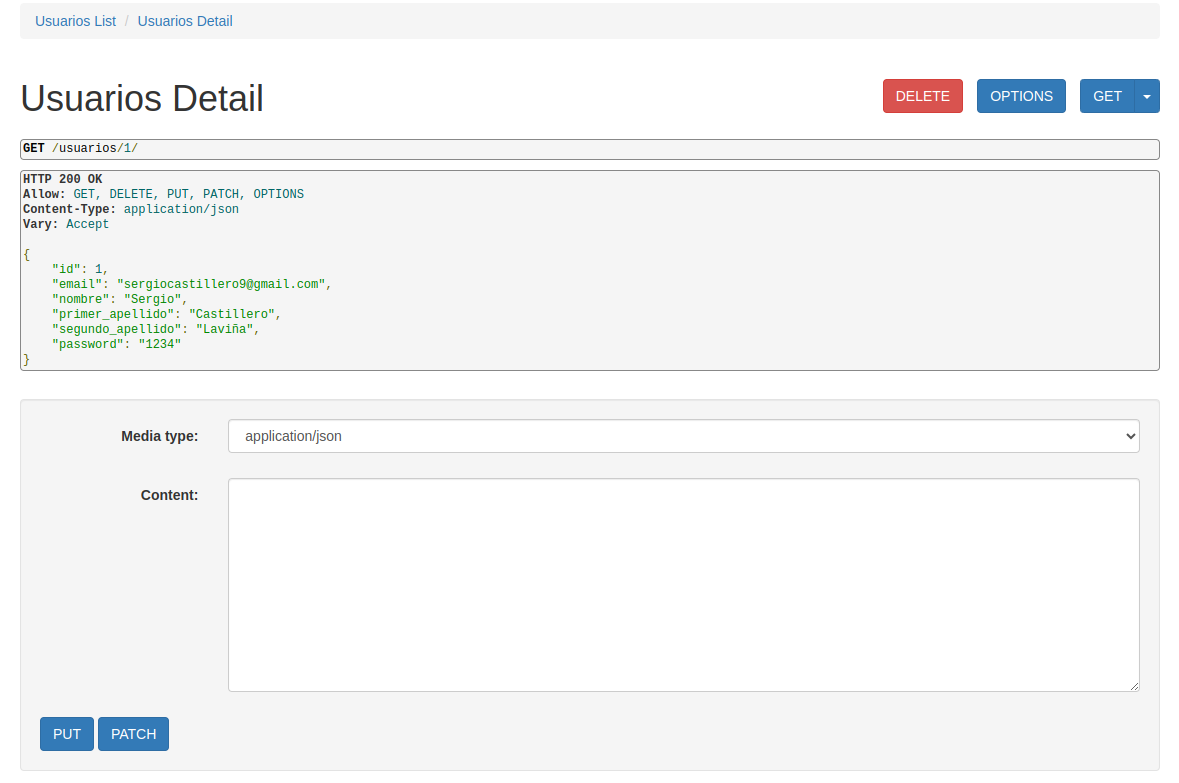 Usuarios List / Usuarios Detail
Usuarios Detail
DELETE OPTIONS GET
GET /usuarios/1/
HTTP 200 OK
Allow: GET, DELETE, PUT, PATCH, OPTIONS
Content-Type: application/json
Vary: Accept
{
    "id": 1,
    "email": "sergiocastillero9@gmail.com",
    "nombre": "Sergio",
    "primer_apellido": "Castillero",
    "segundo_apellido": "Laviña",
    "password": "1234"
}
Media type: application/json
Content:
PUT PATCH